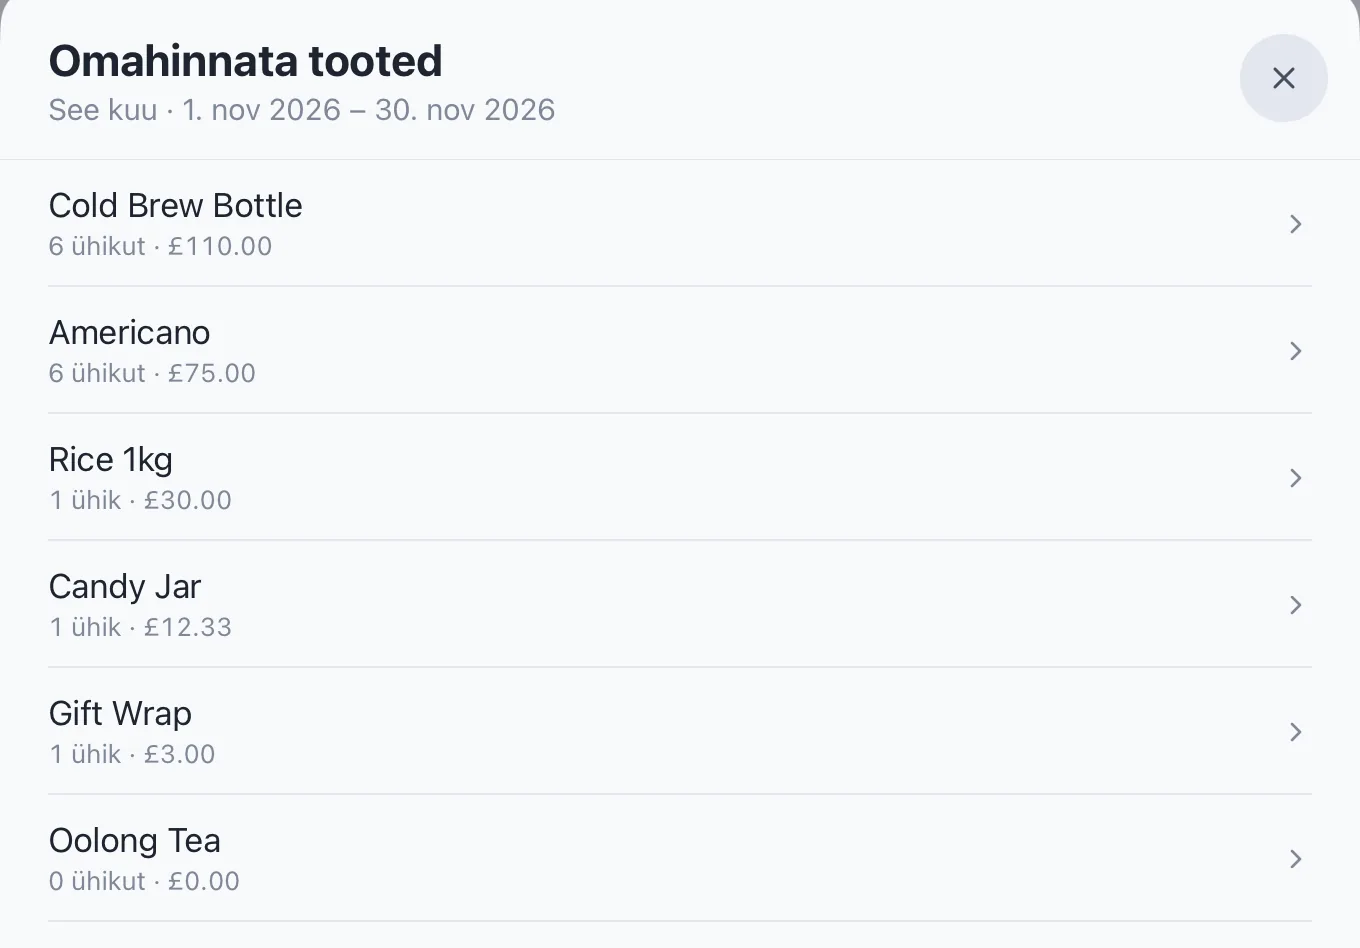 Omahinnata tooted
See kuu · 1. nov 2026 – 30. nov 2026
Cold Brew Bottle
6 ühikut · £110.00
Americano
6 ühikut · £75.00
Rice 1kg
1 ühik · £30.00
Candy Jar
1 ühik · £12.33
Gift Wrap
1 ühik · £3.00
Oolong Tea
0 ühikut · £0.00